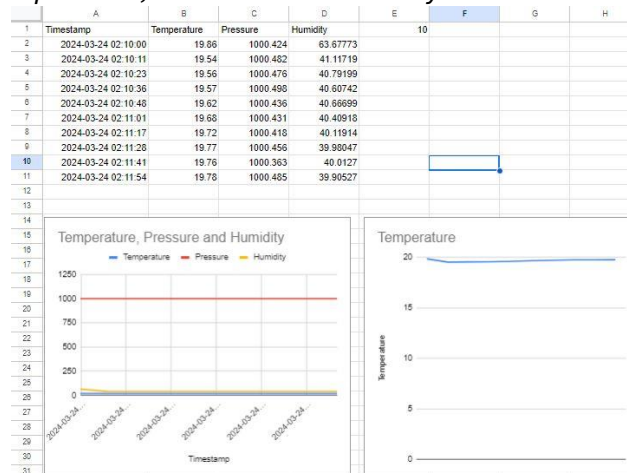 A B C D E F G H
1 Timestamp Temperature Pressure Humidity 10
2 2024-03-24 02:10:00 19.86 1000.424 63.67773
3 2024-03-24 02:10:11 19.54 1000.482 41.11719
4 2024-03-24 02:10:23 19.56 1000.476 40.79199
5 2024-03-24 02:10:36 19.57 1000.498 40.60742
6 2024-03-24 02:10:48 19.62 1000.436 40.66699
7 2024-03-24 02:11:01 19.68 1000.431 40.40918
8 2024-03-24 02:11:17 19.72 1000.418 40.11914
9 2024-03-24 02:11:28 19.77 1000.456 39.98047
10 2024-03-24 02:11:41 19.76 1000.363 40.0127
11 2024-03-24 02:11:54 19.78 1000.485 39.90527
12
13
14
15
16
17
18
19
20
21
22
23
24
25
26
27
28
29
30
31
Temperature, Pressure and Humidity
Temperature Pressure Humidity
1250
1000
750
500
250
0
2024-03-24... 2024-03-24... 2024-03-24... 2024-03-24... 2024-03-24... 2024-03-24...
Timestamp
Temperature
20
15
10
5
0
Temperature